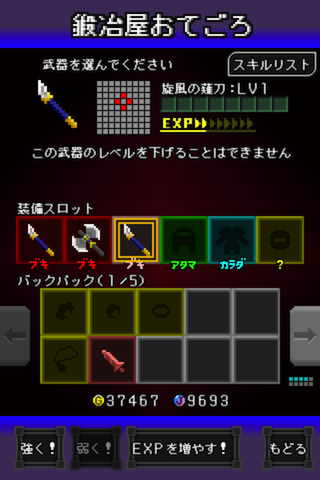 鍛冶屋おてごろ
武器を選んでください
スキルリスト
旋風の薙刀:LV1
EXP
この武器のレベルを下げることはできません
装備スロット
ブキ ブキ ブキ アタマ カラダ ?
バックパック(1/5)
G37467 9693
強く! 弱く! EXPを増やす! もどる